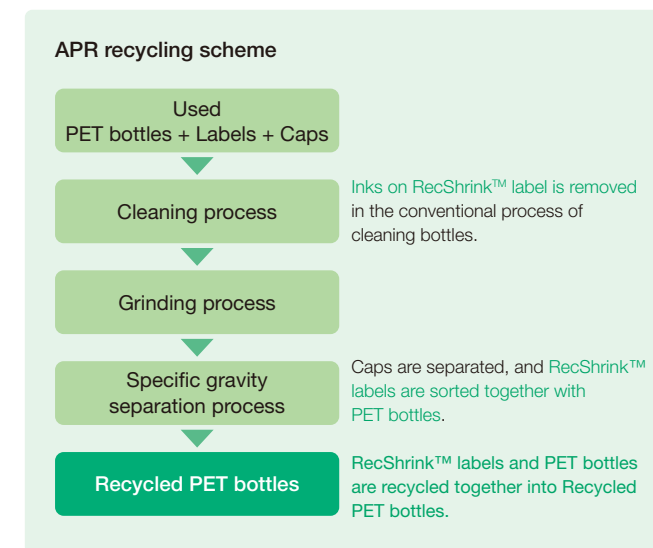 APR recycling scheme
Used
PET bottles + Labels + Caps
Cleaning process
Inks on RecShrink™ label is removed
in the conventional process of
cleaning bottles.
Grinding process
Specific gravity
separation process
Caps are separated, and RecShrink™
labels are sorted together with
PET bottles.
Recycled PET bottles
RecShrink™ labels and PET bottles
are recycled together into Recycled
PET bottles.